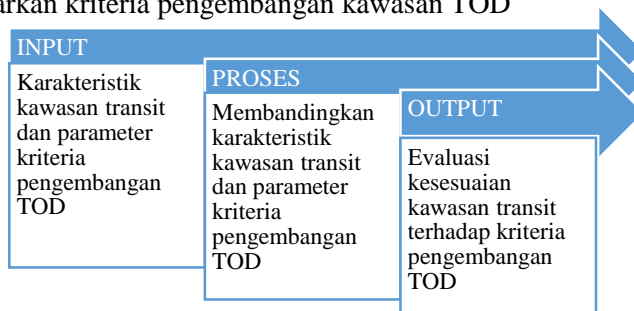 arkan kriteria pengembangan kawasan TOD
INPUT
Karakteristik
kawasan transit
dan parameter
kriteria
pengembangan
TOD
PROSES
Membandingkan
karakteristik
kawasan transit
dan parameter
kriteria
pengembangan
TOD
OUTPUT
Evaluasi
kesesuaian
kawasan transit
terhadap kriteria
pengembangan
TOD